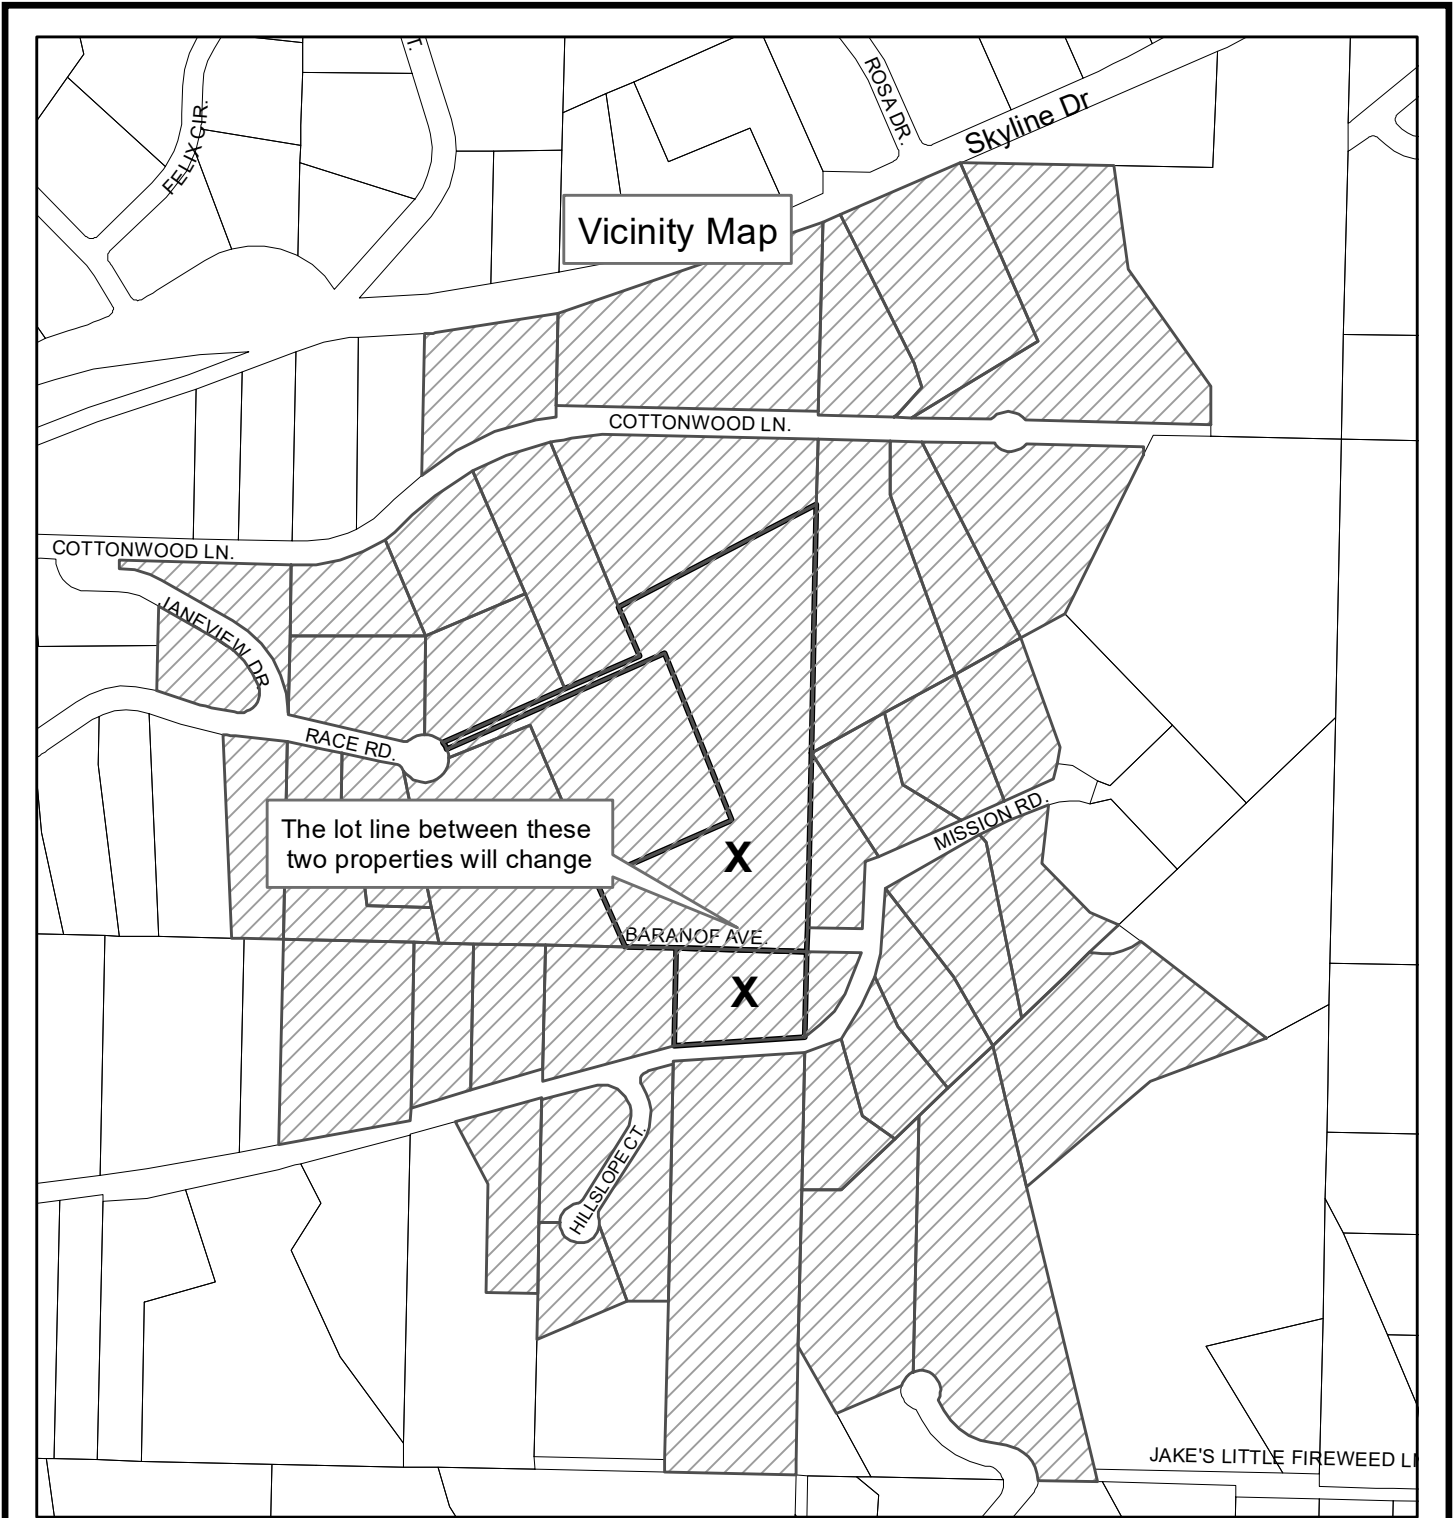 T.
ROSA DR.
Skyline Dr
FELIX CIR.
Vicinity Map
COTTONWOOD LN.
COTTONWOOD LN.
JANEVIEW DR
RACE RD.
The lot line between these
two properties will change
MISSION RD.
X
BARANOF AVE.
X
HILLSLOPE CT.
JAKE'S LITTLE FIREWEED LN